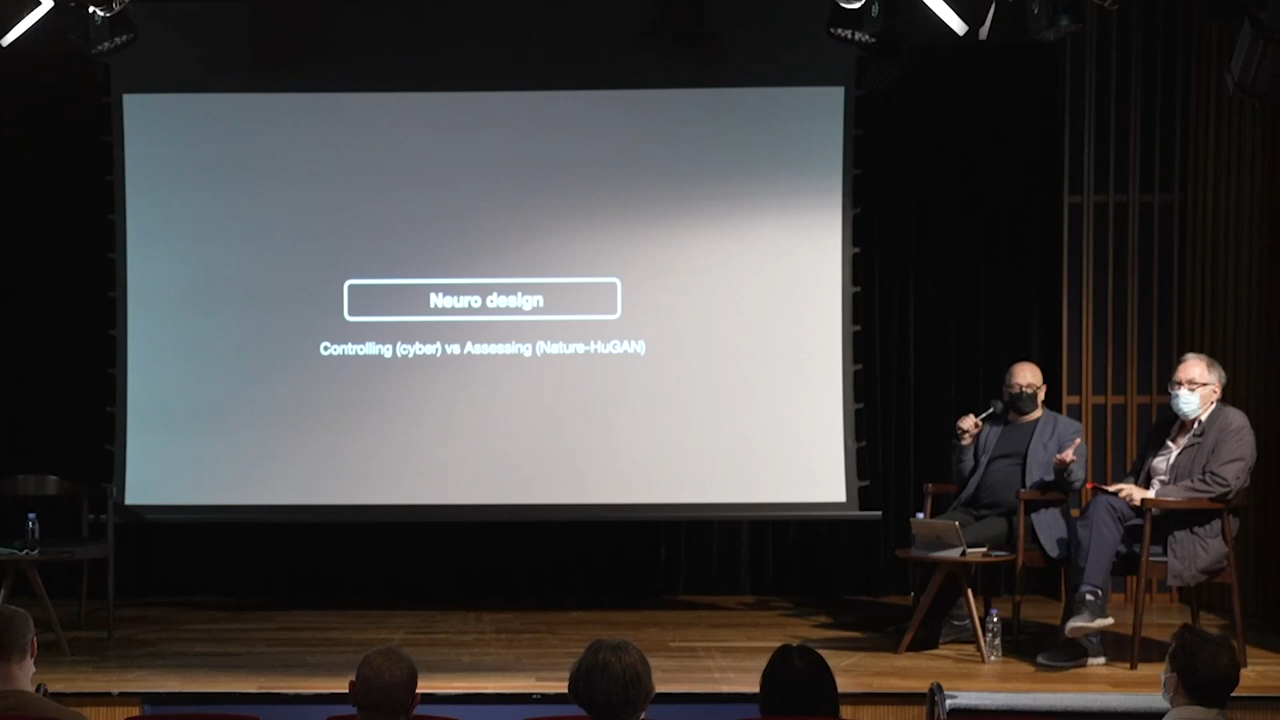 Neuro design
Controlling (cyber) vs Assessing (Nature-HuGAN)